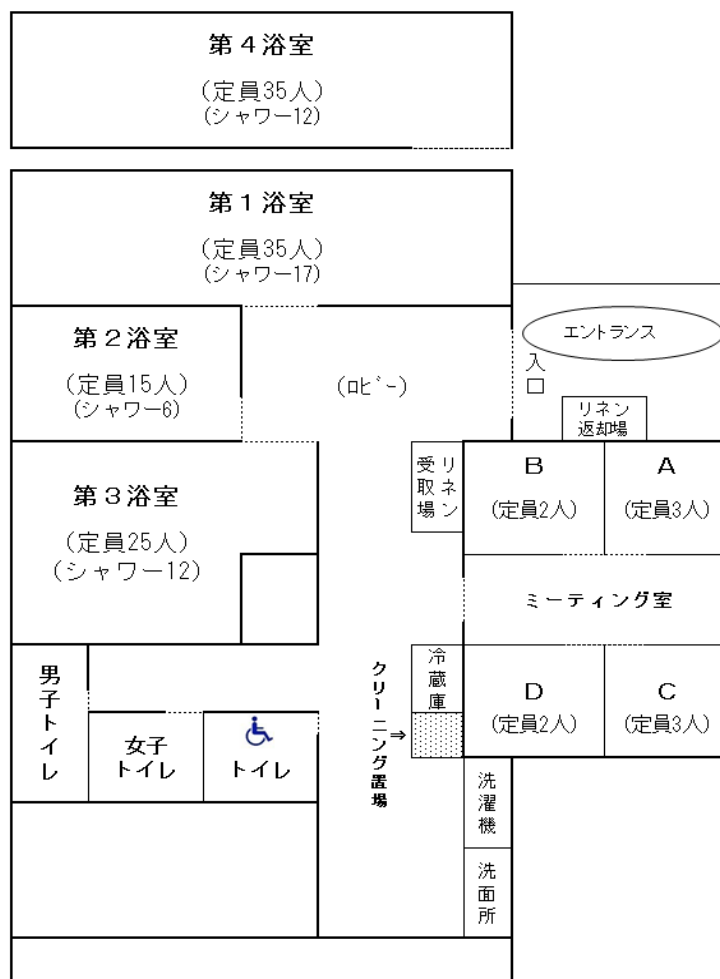 第４浴室
(定員35人)
(シャワー12)
第１浴室
(定員35人)
(シャワー17)
第２浴室
(定員15人)
(シャワー6)
(ﾛﾋﾞｰ)
エントランス
入口
リネン
返却場
第３浴室
(定員25人)
(シャワー12)
リネン
受取場
B
(定員2人)
A
(定員3人)
ミーティング室
男子トイレ
女子
トイレ
トイレ
クリーニング置場
⇒
冷蔵庫
D
(定員2人)
C
(定員3人)
洗濯機
洗面所